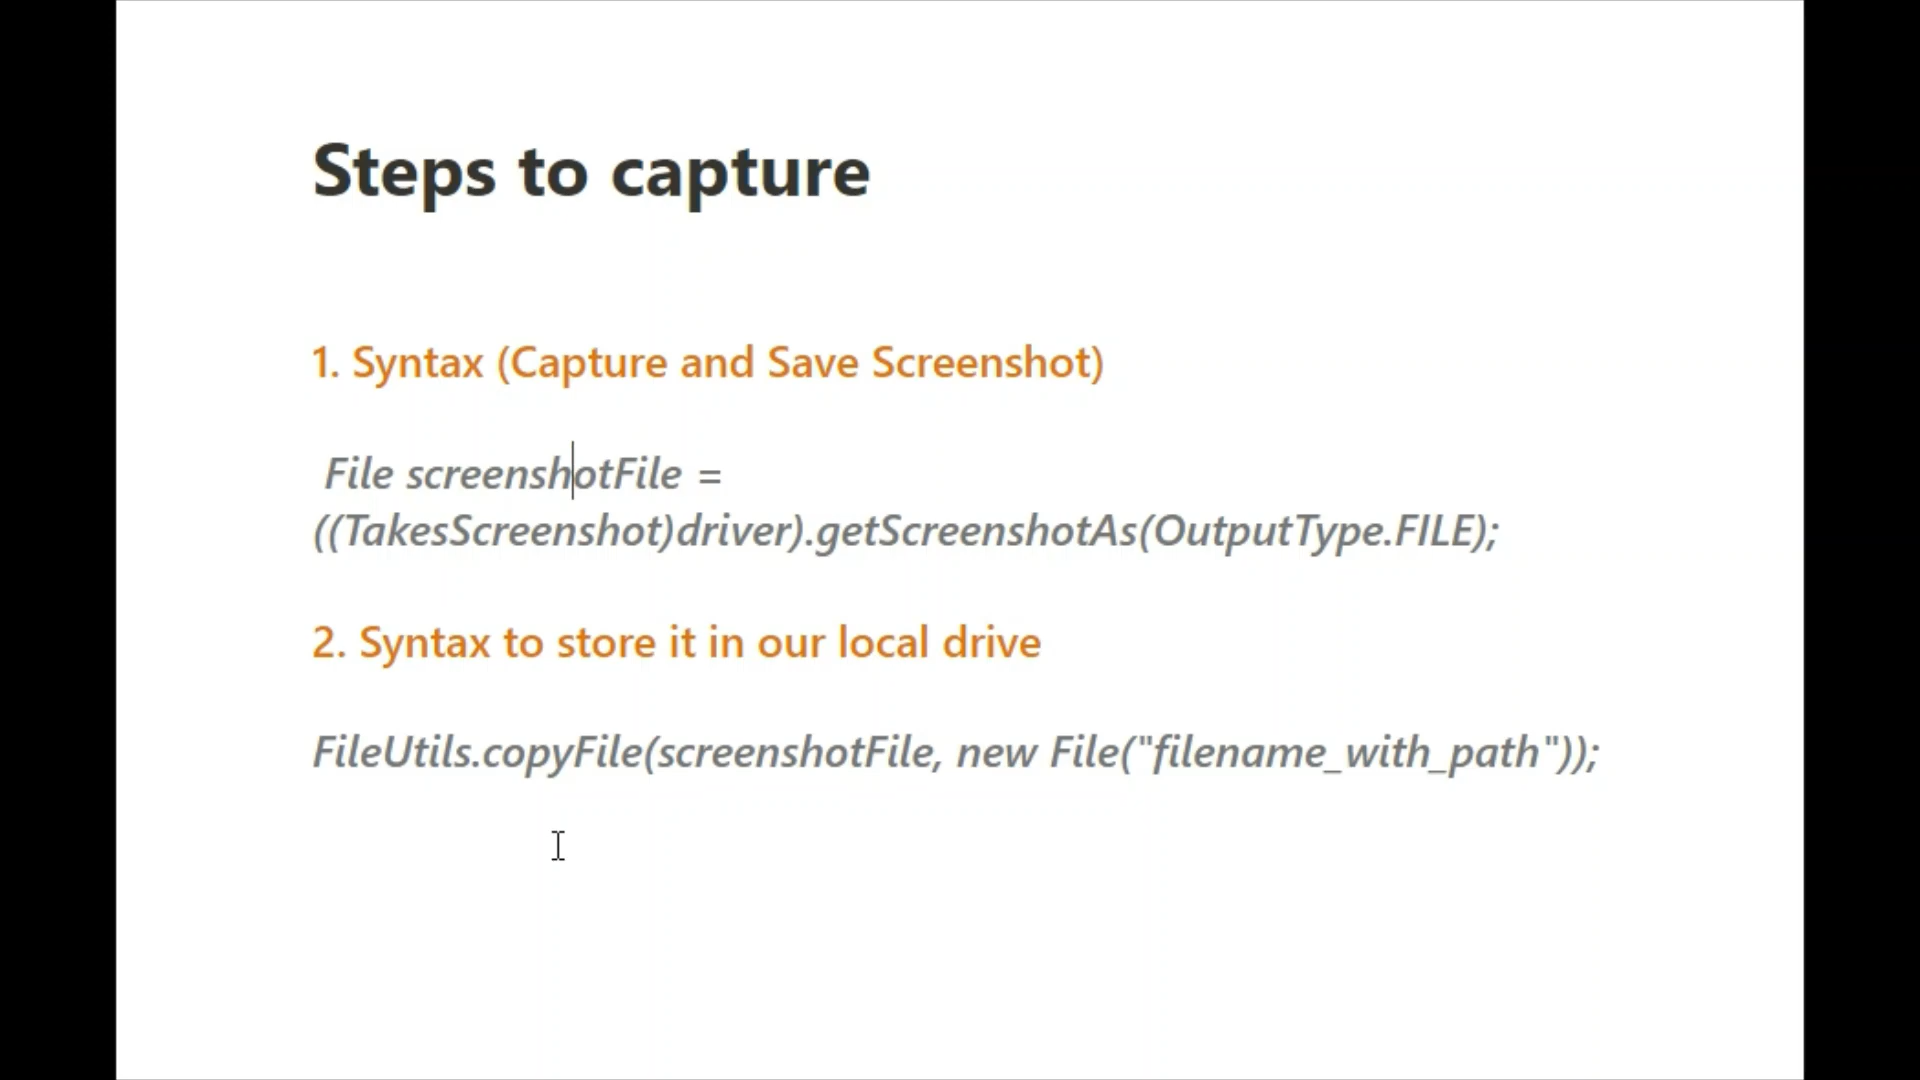 Steps to capture
1. Syntax (Capture and Save Screenshot)
File screenshotFile =
((TakesScreenshot)driver).getScreenshotAs(OutputType.FILE);
2. Syntax to store it in our local drive
FileUtils.copyFile(screenshotFile, new File("filename_with_path"));